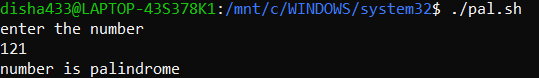 disha433@LAPTOP-43S378K1:/mnt/c/WINDOWS/system32$ ./pal.sh
enter the number
121
number is palindrome